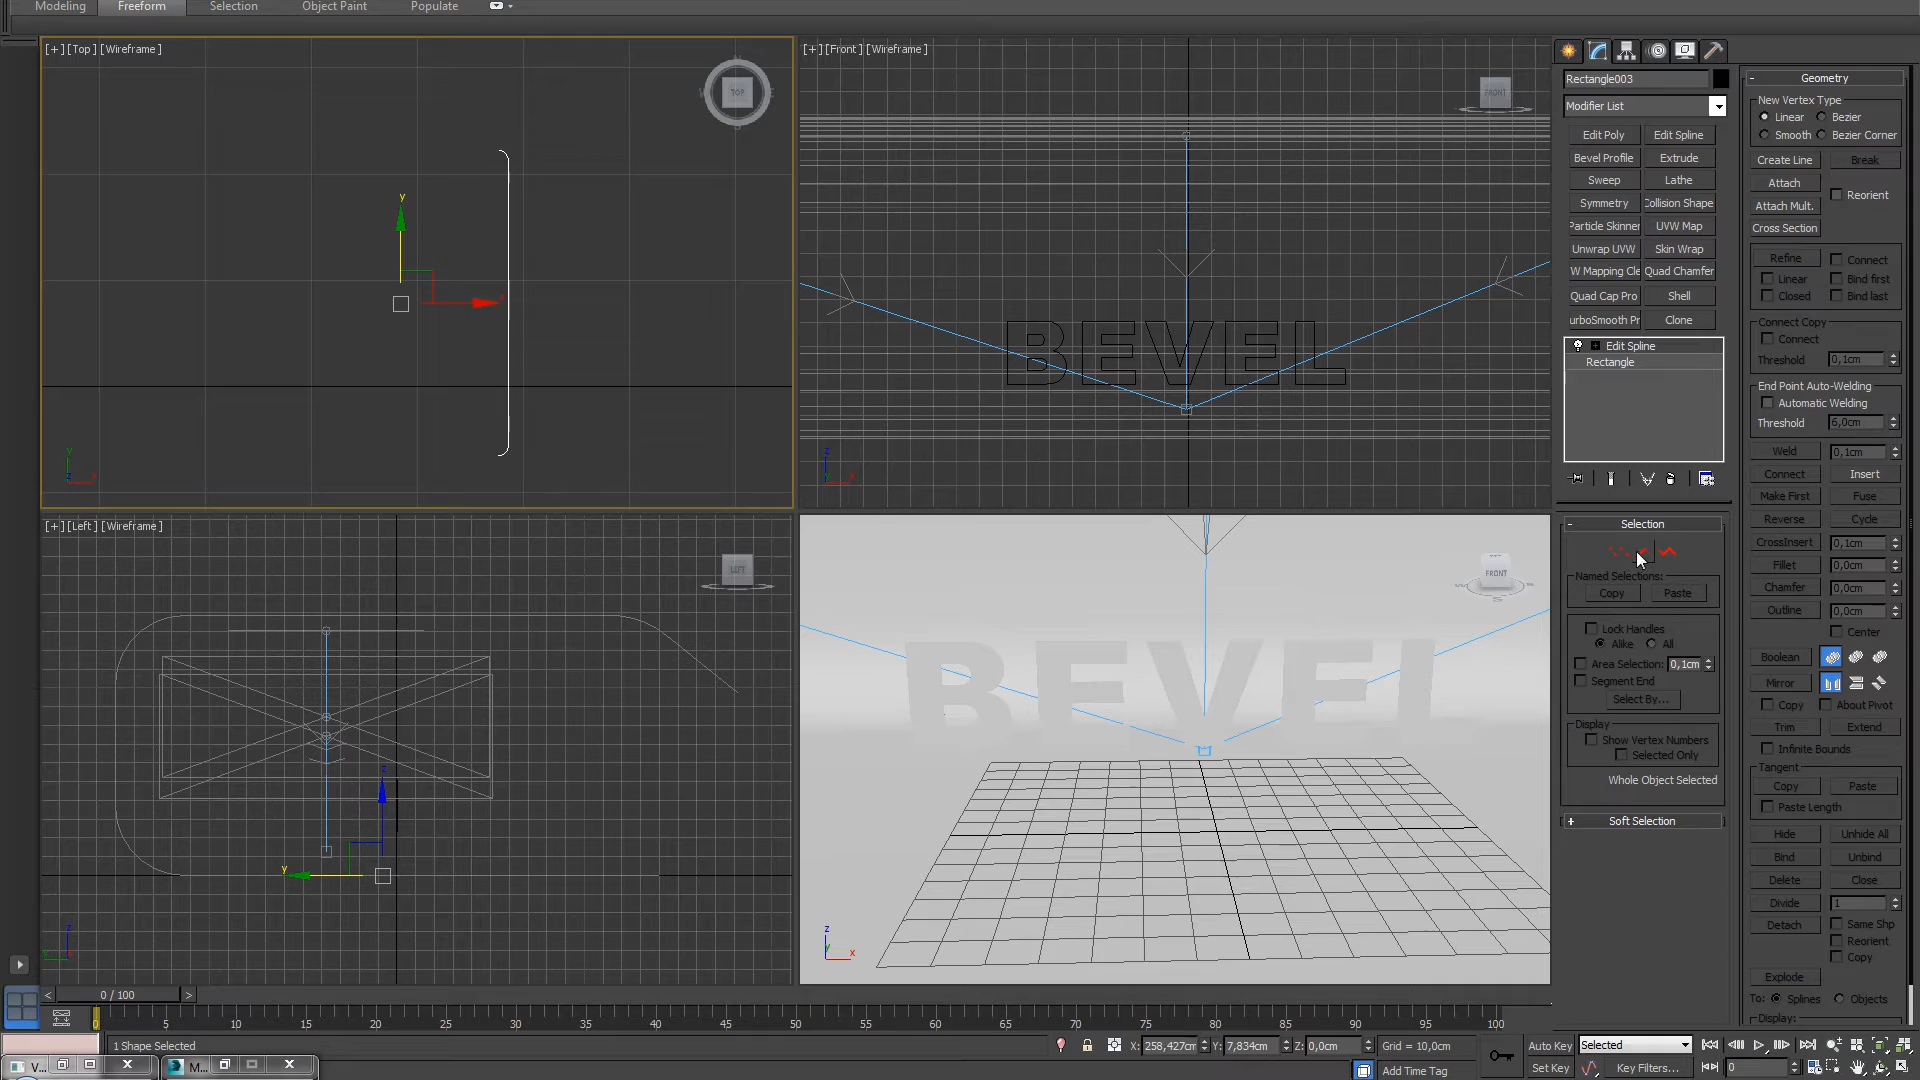 Modeling Freeform Selection Object Paint Populate
[+] [Top] [Wireframe]
TOP
y
[+] [Front] [Wireframe]
FRONT
BEVEL
z
x
y
x
z
[+] [Left] [Wireframe]
LEFT
z
y
z
FRONT
S
BEVEL
z
y
x
Rectangle003
Modifier List
Edit Poly Edit Spline
Bevel Profile Extrude
Sweep Lathe
Symmetry Collision Shape
Particle Skinner UVW Map
Unwrap UVW Skin Wrap
W Mapping Cle Quad Chamfer
Quad Cap Pro Shell
urboSmooth Pr Clone
Edit Spline
Rectangle
- Selection
Named Selections:
Copy Paste
Lock Handles
Alike All
Area Selection: 0,1cm
Segment End
Select By...
Display
Show Vertex Numbers
Selected Only
Whole Object Selected
+ Soft Selection
- Geometry
New Vertex Type
Linear Bezier
Smooth Bezier Corner
Create Line Break
Attach
Reorient
Attach Mult.
Cross Section
Refine Connect
Linear Bind first
Closed Bind last
Connect Copy
Connect
Threshold 0,1cm
End Point Auto-Welding
Automatic Welding
Threshold 6,0cm
Weld 0,1cm
Connect Insert
Make First Fuse
Reverse Cycle
CrossInsert 0,1cm
Fillet 0,0cm
Chamfer 0,0cm
Outline 0,0cm
Center
Boolean
Mirror
Copy About Pivot
Trim Extend
Infinite Bounds
Tangent
Copy Paste
Paste Length
Hide Unhide All
Bind Unbind
Delete Close
Divide 1
Detach Same Shp
Reorient
Copy
Explode
To: Splines Objects
Display:
< 0 / 100 >
0 5 10 15 20 25 30 35 40 45 50 55 60 65 70 75 80 85 90 95 100
1 Shape Selected
X: 258,427cm Y: 7,834cm Z: 0,0cm Grid = 10,0cm
Auto Key Selected
Set Key Key Filters... 0
Add Time Tag
V...
M...